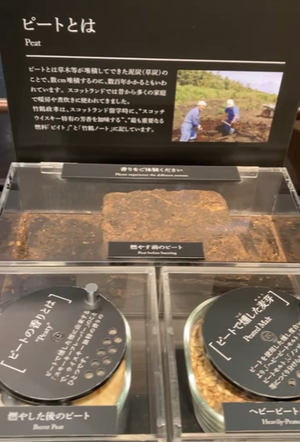 ピートとは
Peat
ピートとは草木等が堆積してできた泥炭(草炭)の
ことで、数cm堆積するのに、数百年かかるともいわ
れています。スコットランドでは昔から多くの家庭
で暖房や煮炊きに使われてきました。
竹鶴政孝は、スコットランド留学時に、“スコッチ
ウイスキー特有の芳香を加味する”、“最も重要なる
燃料「ピイト」”と「竹鶴ノート」に記しています。
香りをご体験ください
Please experience the different aromas.
燃やす前のピート
Peat before burning
ピートの香りとは
“Peaty”
燃やした後のピート
Burnt Peat
ピートで燻した麦芽
Peated Malt
ヘビーピート
Heavily-Peate